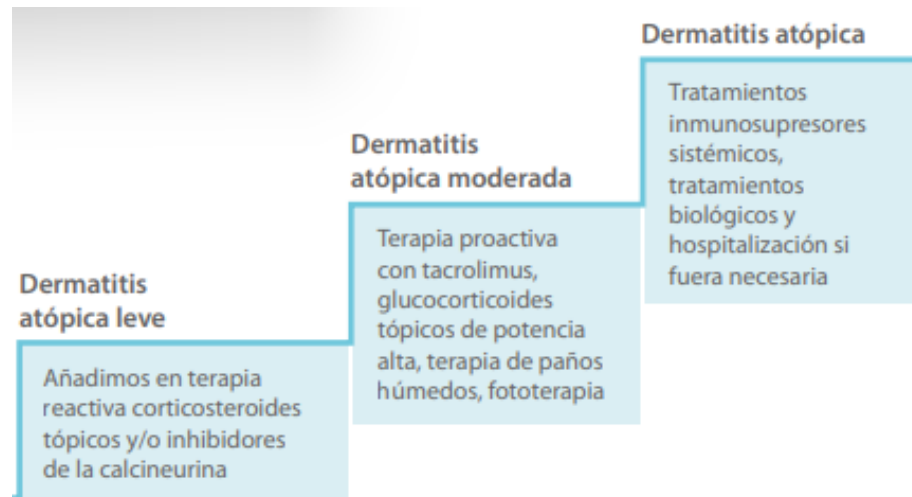 Dermatitis atópica
Tratamientos
inmunosupresores
sistémicos,
tratamientos
biológicos y
hospitalización si
fuera necesaria
Dermatitis
atópica moderada
Terapia proactiva
con tacrolimus,
glucocorticoides
tópicos de potencia
alta, terapia de paños
húmedos, fototerapia
Dermatitis
atópica leve
Añadimos en terapia
reactiva corticosteroides
tópicos y/o inhibidores
de la calcineurina